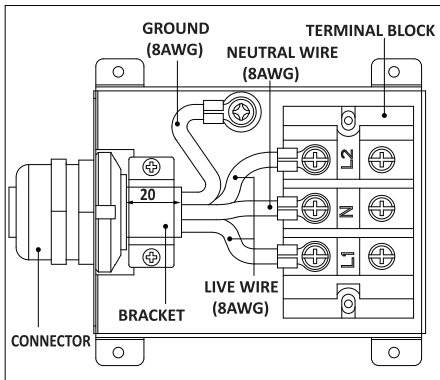 GROUND
(8AWG)
TERMINAL BLOCK
NEUTRAL WIRE
(8AWG)
L2
20
N
L1
LIVE WIRE
(8AWG)
BRACKET
CONNECTOR